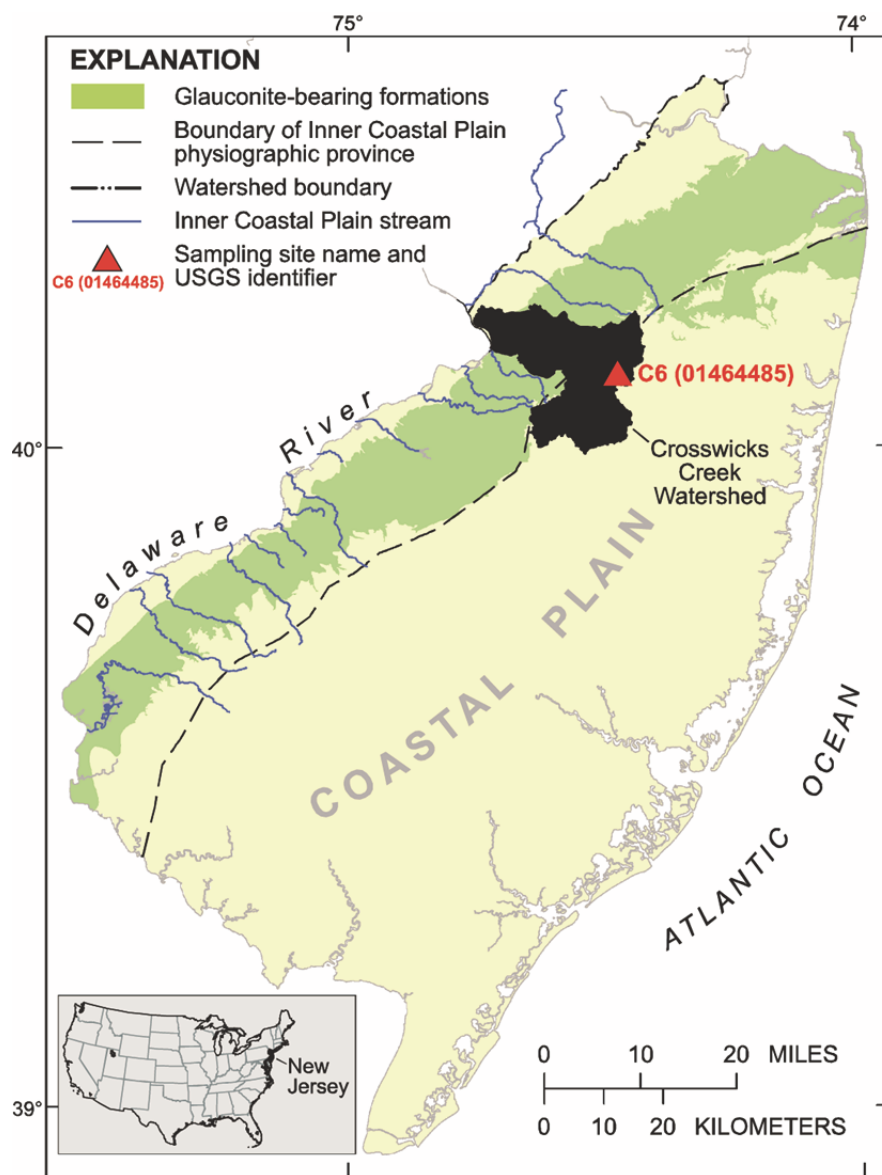 75°
74°
EXPLANATION
Glauconite-bearing formations
Boundary of Inner Coastal Plain
physiographic province
Watershed boundary
Inner Coastal Plain stream
Sampling site name and
USGS identifier
C6 (01464485)
C6 (01464485)
40°
Crosswicks
Creek
Watershed
Delaware River
COASTAL PLAIN
ATLANTIC OCEAN
New
Jersey
0 10 20 MILES
0 10 20 KILOMETERS
39°